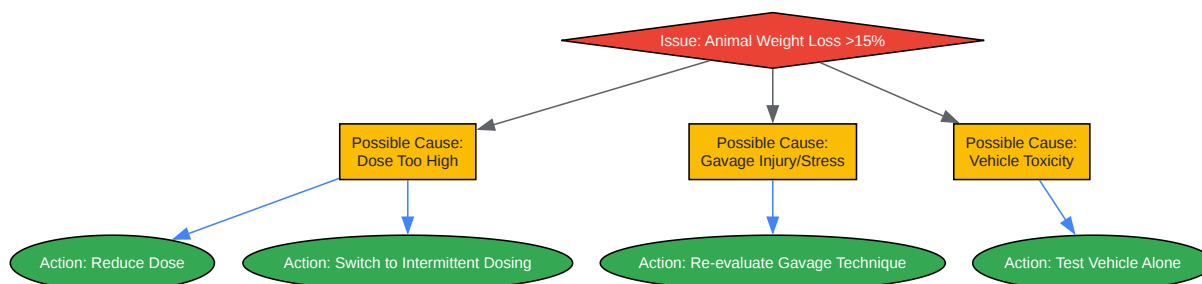 Issue: Animal Weight Loss >15%
Possible Cause:
Dose Too High
Possible Cause:
Gavage Injury/Stress
Possible Cause:
Vehicle Toxicity
Action: Reduce Dose
Action: Switch to Intermittent Dosing
Action: Re-evaluate Gavage Technique
Action: Test Vehicle Alone